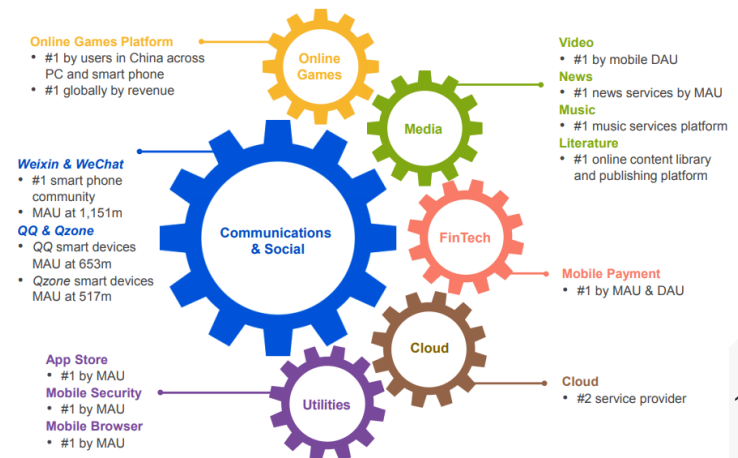 Online Games Platform
• #1 by users in China across
PC and smart phone
• #1 globally by revenue
Online
Games
Video
• #1 by mobile DAU
News
• #1 news services by MAU
Music
• #1 music services platform
Literature
• #1 online content library
and publishing platform
Media
Weixin & WeChat
• #1 smart phone
community
• MAU at 1,151m
QQ & Qzone
• QQ smart devices
MAU at 653m
• Qzone smart devices
MAU at 517m
Communications
& Social
FinTech
Mobile Payment
• #1 by MAU & DAU
Cloud
Cloud
• #2 service provider
App Store
• #1 by MAU
Mobile Security
• #1 by MAU
Mobile Browser
• #1 by MAU
Utilities